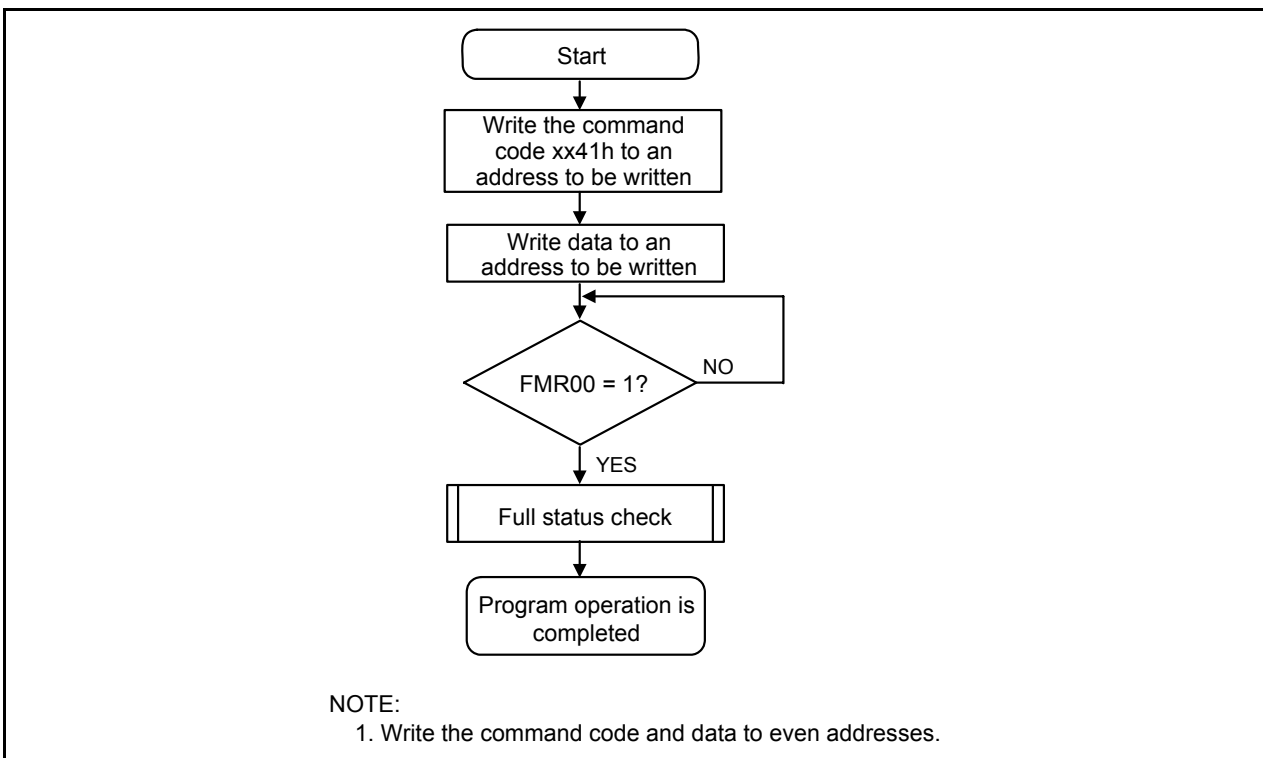 Start
Write the command
code xx41h to an
address to be written
Write data to an
address to be written
FMR00 = 1?
NO
YES
Full status check
Program operation is
completed
NOTE:
1. Write the command code and data to even addresses.